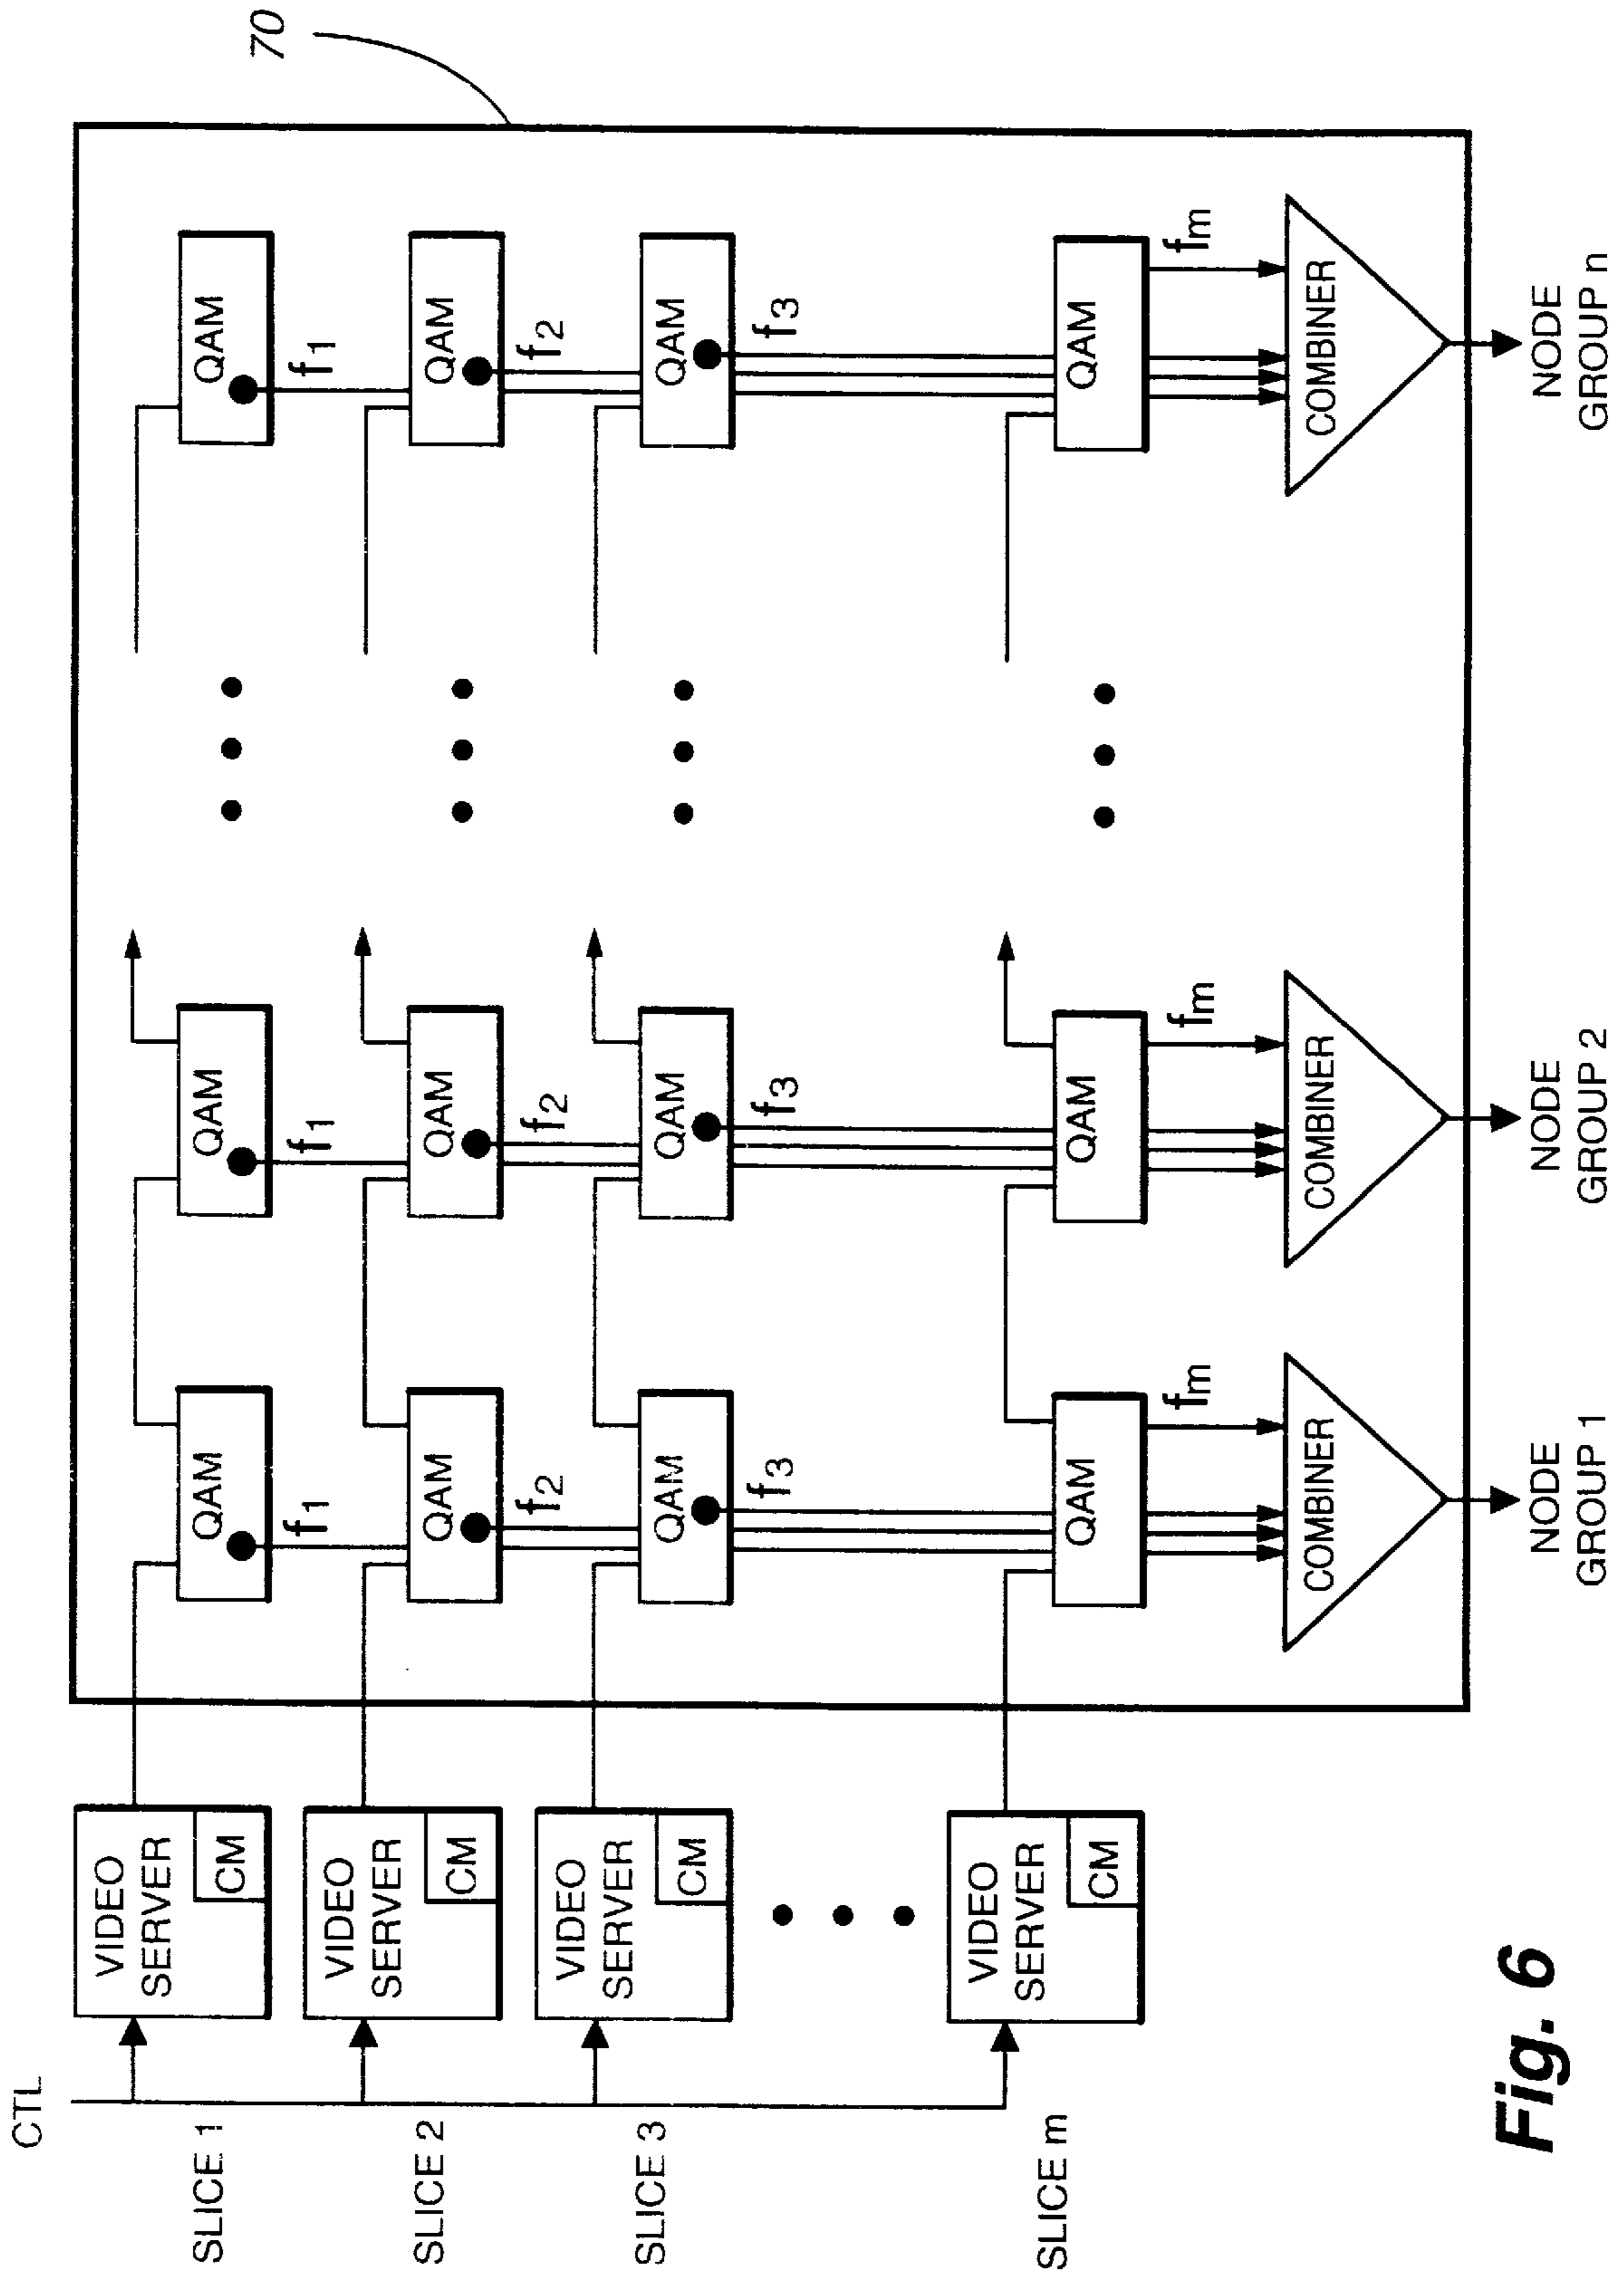 70
CTL
SLICE 1
VIDEO
SERVER
CM
QAM
f1
QAM
f1
QAM
f1
SLICE 2
VIDEO
SERVER
CM
QAM
f2
QAM
f2
QAM
f2
SLICE 3
VIDEO
SERVER
CM
QAM
f3
QAM
f3
QAM
f3
SLICE m
VIDEO
SERVER
CM
QAM
fm
QAM
fm
QAM
fm
COMBINER
COMBINER
COMBINER
NODE
GROUP 1
NODE
GROUP 2
NODE
GROUP n
Fig. 6